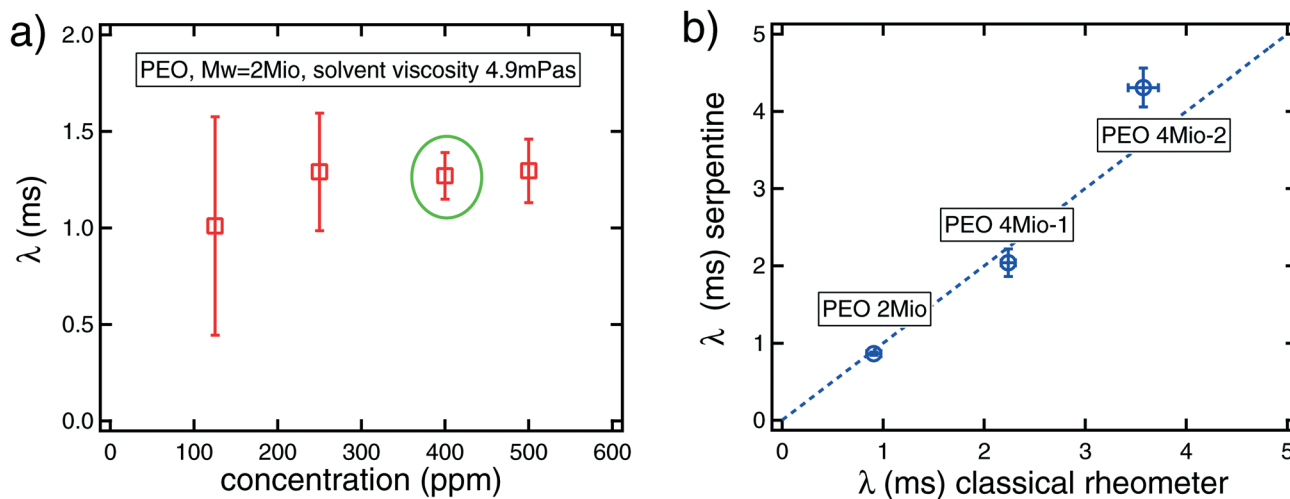 a)
PEO, Mw=2Mio, solvent viscosity 4.9mPas
2.0
1.5
1.0
0.5
0.0
λ (ms)
0
100
200
300
400
500
600
concentration (ppm)
b)
5
4
3
2
1
0
λ (ms) serpentine
PEO 4Mio-2
PEO 4Mio-1
PEO 2Mio
0
1
2
3
4
5
λ (ms) classical rheometer